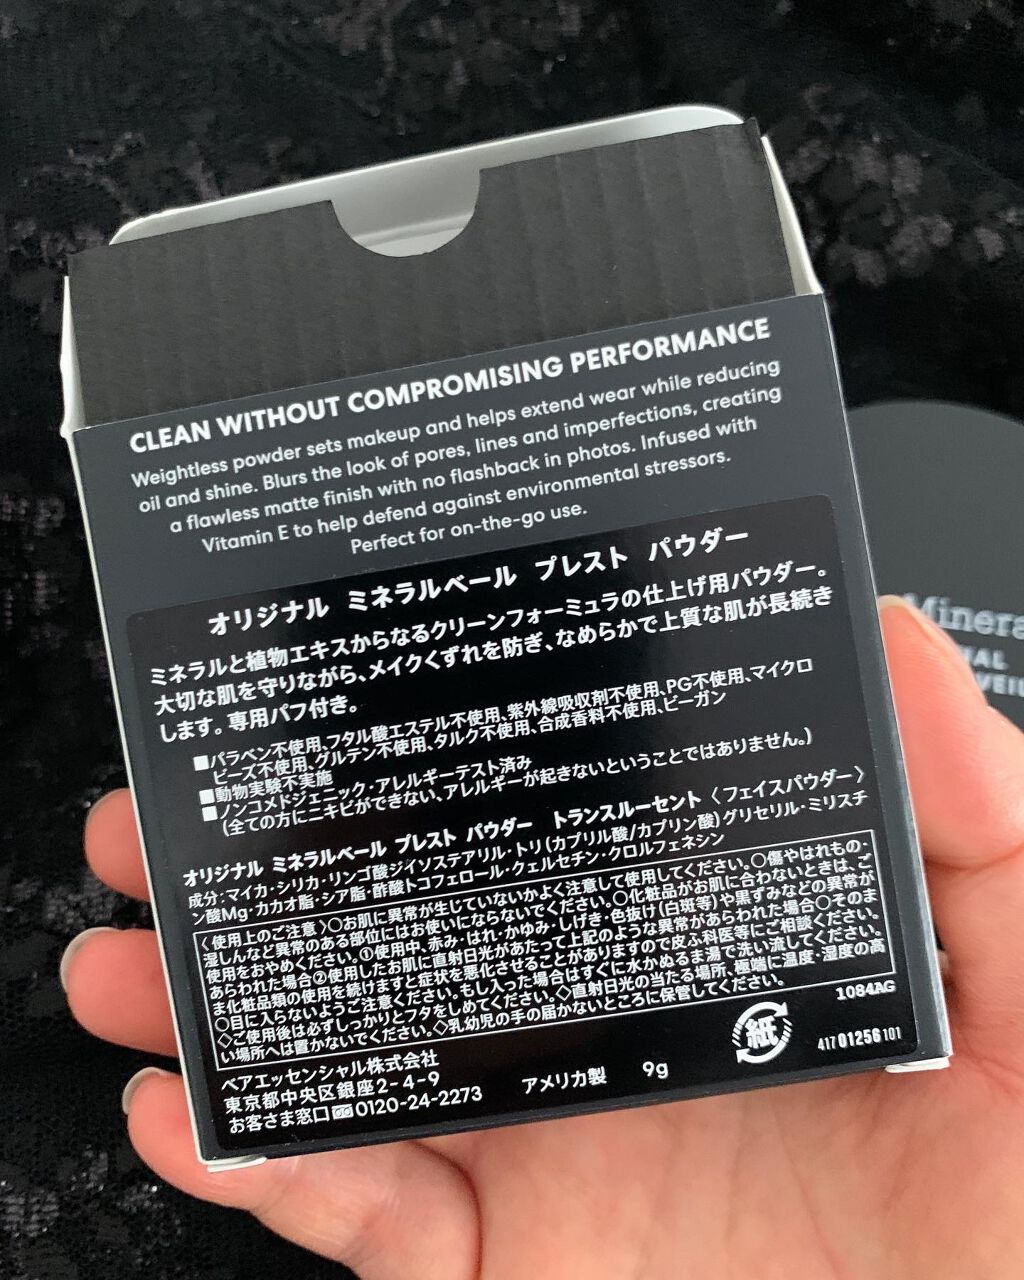 CLEAN WITHOUT COMPROMISING PERFORMANCE
Weightless powder sets makeup and helps extend wear while reducing
oil and shine. Blurs the look of pores, lines and imperfections, creating
a flawless matte finish with no flashback in photos. Infused with
Vitamin E to help defend against environmental stressors.
Perfect for on-the-go use.
オリジナル ミネラルベール プレスト パウダー
ミネラルと植物エキスからなるクリーンフォーミュラの仕上げ用パウダー。
大切な肌を守りながら、メイクくずれを防ぎ、なめらかで上質な肌が長続き
します。専用パフ付き。
■パラベン不使用、フタル酸エステル不使用、紫外線吸収剤不使用、PG不使用、マイクロ
ビーズ不使用、グルテン不使用、タルク不使用、合成香料不使用、ビーガン
■動物実験不実施
■ノンコメドジェニック・アレルギーテスト済み
(全ての方にニキビができない、アレルギーが起きないということではありません。)
オリジナル ミネラルベール プレスト パウダー トランスルーセント〈フェイスパウダー〉
成分:マイカ・シリカ・リンゴ酸ジイソステアリル・トリ(カプリル酸/カプリン酸)グリセリル・ミリスチ
ン酸Mg・カカオ脂・シア脂・酢酸トコフェロール・クェルセチン・クロルフェネシン
〈使用上のご注意〉○お肌に異常が生じていないかよく注意して使用してください。○傷やはれもの・
湿しんなど異常のある部位にはお使いにならないでください。○化粧品がお肌に合わないときは、ご
使用をおやめください。①使用中、赤み・はれ・かゆみ・しげき・色抜け(白斑等)や黒ずみなどの異常が
あらわれた場合②使用したお肌に直射日光があたって上記のような異常があらわれた場合○そのま
ま化粧品類の使用を続けますと症状を悪化させることがありますので皮ふ科医等にご相談ください。
○目に入らないようご注意ください。もし入った場合はすぐに水かぬるま湯で洗い流してください。
◇ご使用後は必ずしっかりとフタをしめてください。◇直射日光の当たる場所、極端に温度・湿度の高
い場所へは置かないでください。◇乳幼児の手の届かないところに保管してください。
1084AG
紙
417 01256 101
ベアエッセンシャル株式会社
東京都中央区銀座2-4-9
お客さま窓口 0120-24-2273
アメリカ製 9g
Minera